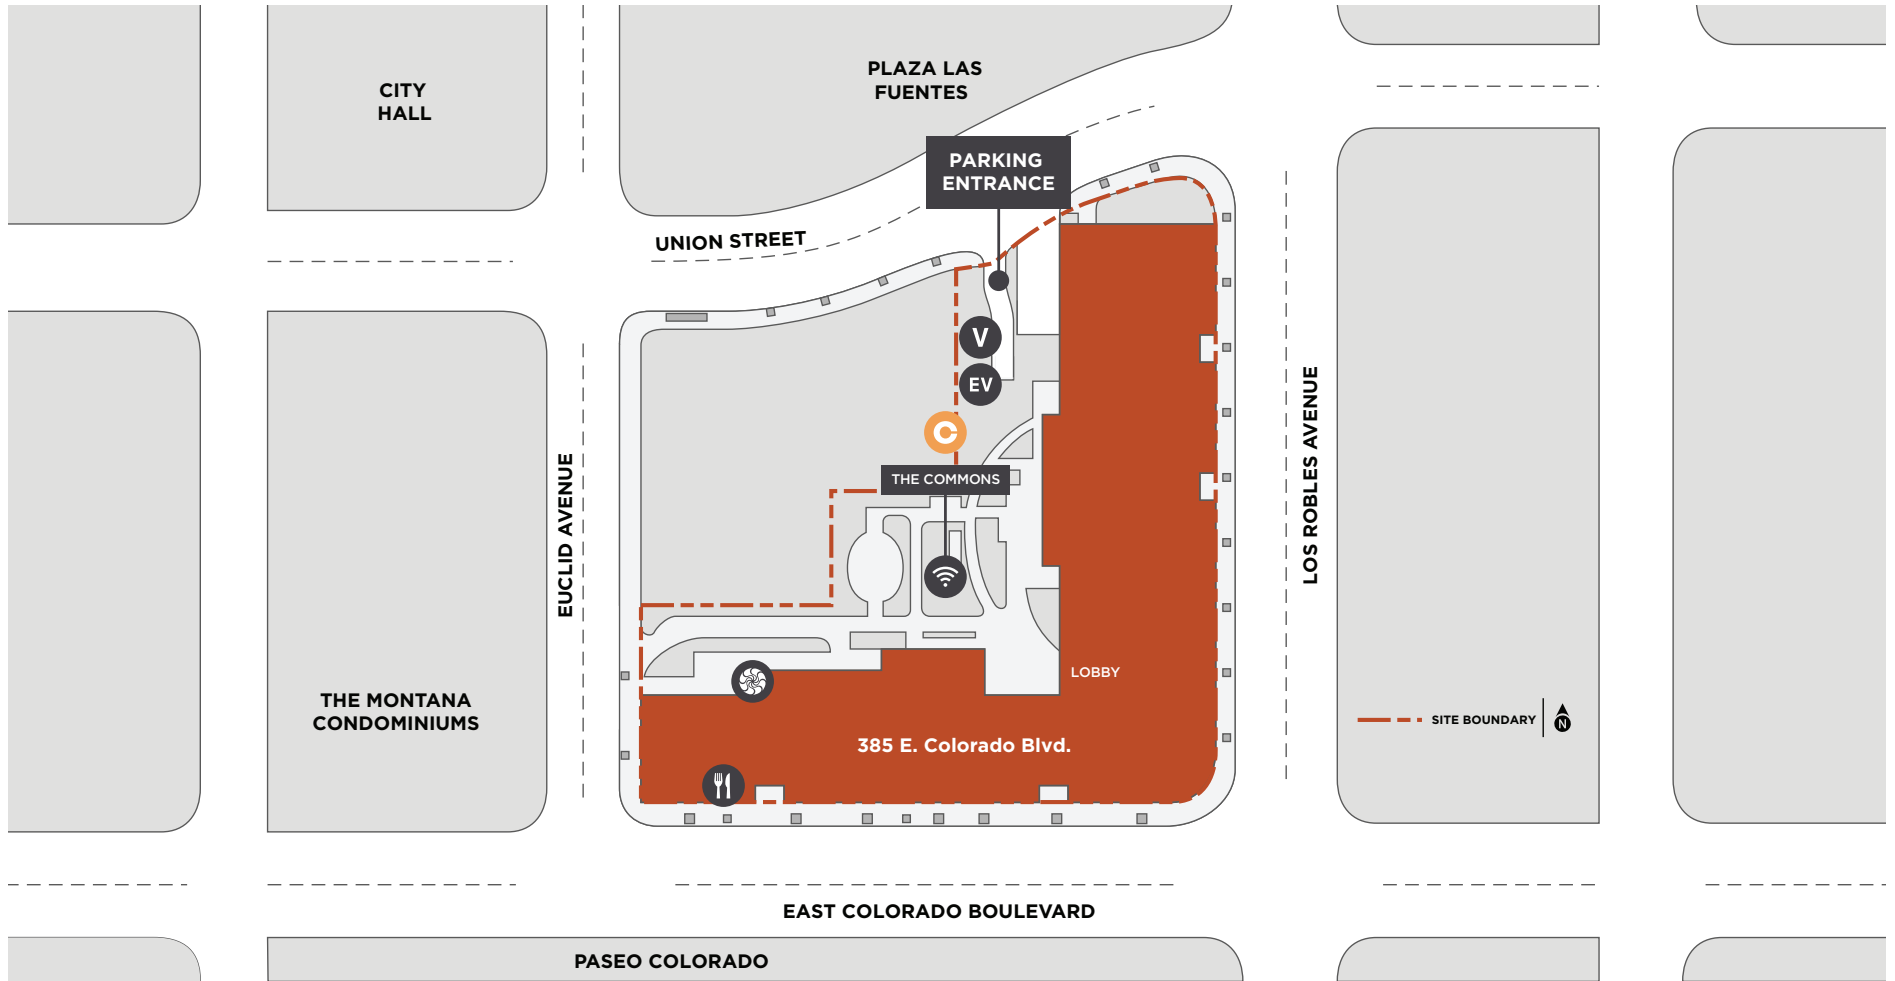 PLAZA LAS
FUENTES
CITY
HALL
PARKING
ENTRANCE
UNION STREET
V
EV
C
THE COMMONS
EUCLID AVENUE
LOS ROBLES AVENUE
LOBBY
THE MONTANA
CONDOMINIUMS
SITE BOUNDARY
N
385 E. Colorado Blvd.
EAST COLORADO BOULEVARD
PASEO COLORADO